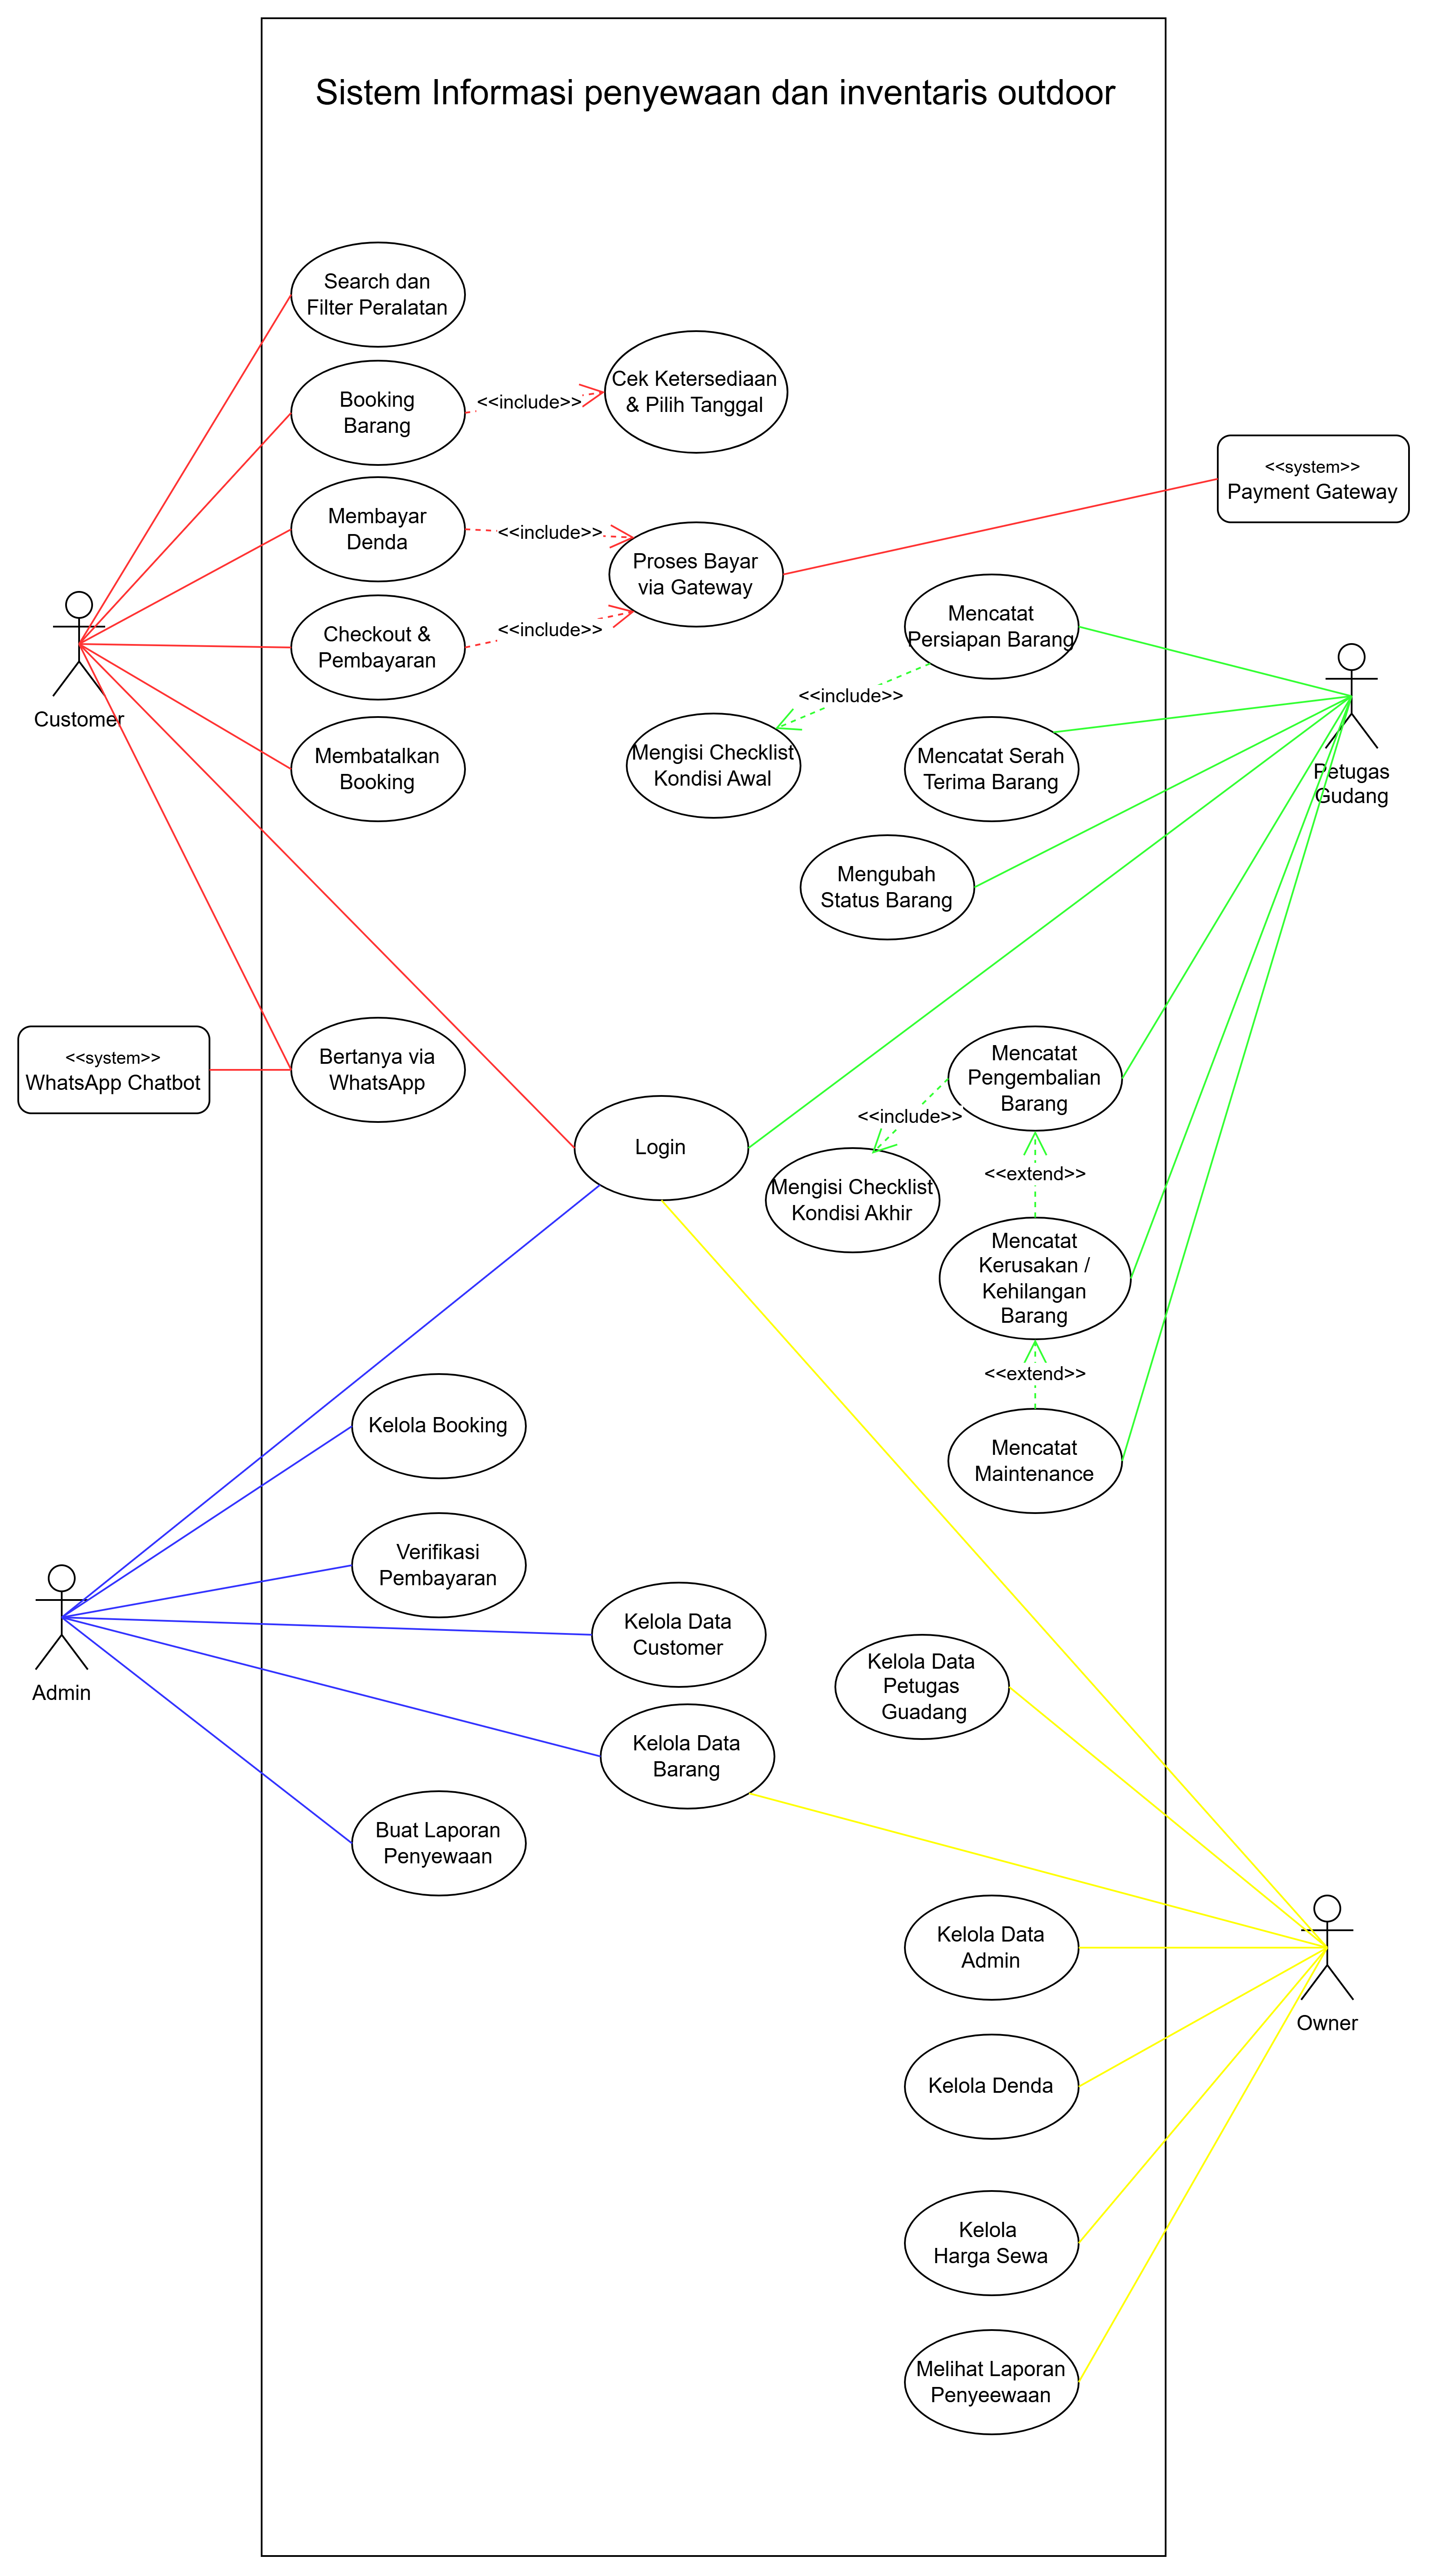 Sistem Informasi penyewaan dan inventaris outdoor
Search dan
Filter Peralatan
Booking
Barang
<<include>>
Cek Ketersediaan
& Pilih Tanggal
<<system>>
Payment Gateway
Membayar
Denda
<<include>>
Proses Bayar
via Gateway
Checkout &
Pembayaran
<<include>>
Mencatat
Persiapan Barang
<<include>>
Customer
Membatalkan
Booking
Mengisi Checklist
Kondisi Awal
Mencatat Serah
Terima Barang
Petugas
Gudang
Mengubah
Status Barang
<<system>>
WhatsApp Chatbot
Bertanya via
WhatsApp
Mencatat
Pengembalian
Barang
<<include>>
Login
<<extend>>
Mengisi Checklist
Kondisi Akhir
Mencatat
Kerusakan /
Kehilangan
Barang
<<extend>>
Kelola Booking
Mencatat
Maintenance
Verifikasi
Pembayaran
Kelola Data
Customer
Admin
Kelola Data
Petugas
Guadang
Kelola Data
Barang
Buat Laporan
Penyewaan
Kelola Data
Admin
Owner
Kelola Denda
Kelola
Harga Sewa
Melihat Laporan
Penyeewaan